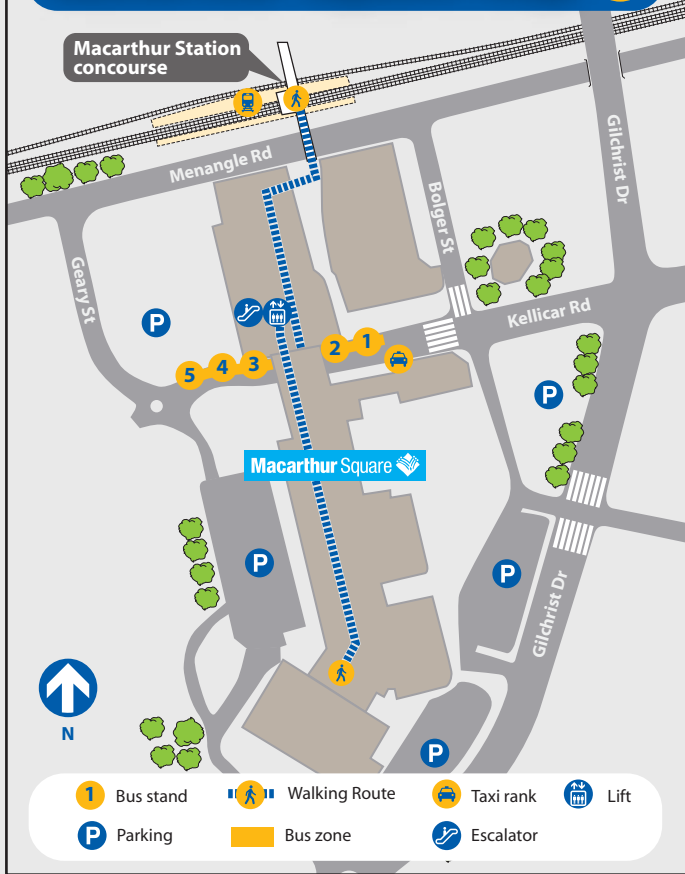 Macarthur Station
concourse
Menangle Rd
Gilchrist Dr
Bolger St
Geary St
P
Kellicar Rd
2 1
5 4 3
P
Macarthur Square
P
P
Gilchrist Dr
N
P
1 Bus stand
Walking Route
Taxi rank
Lift
P Parking
Bus zone
Escalator